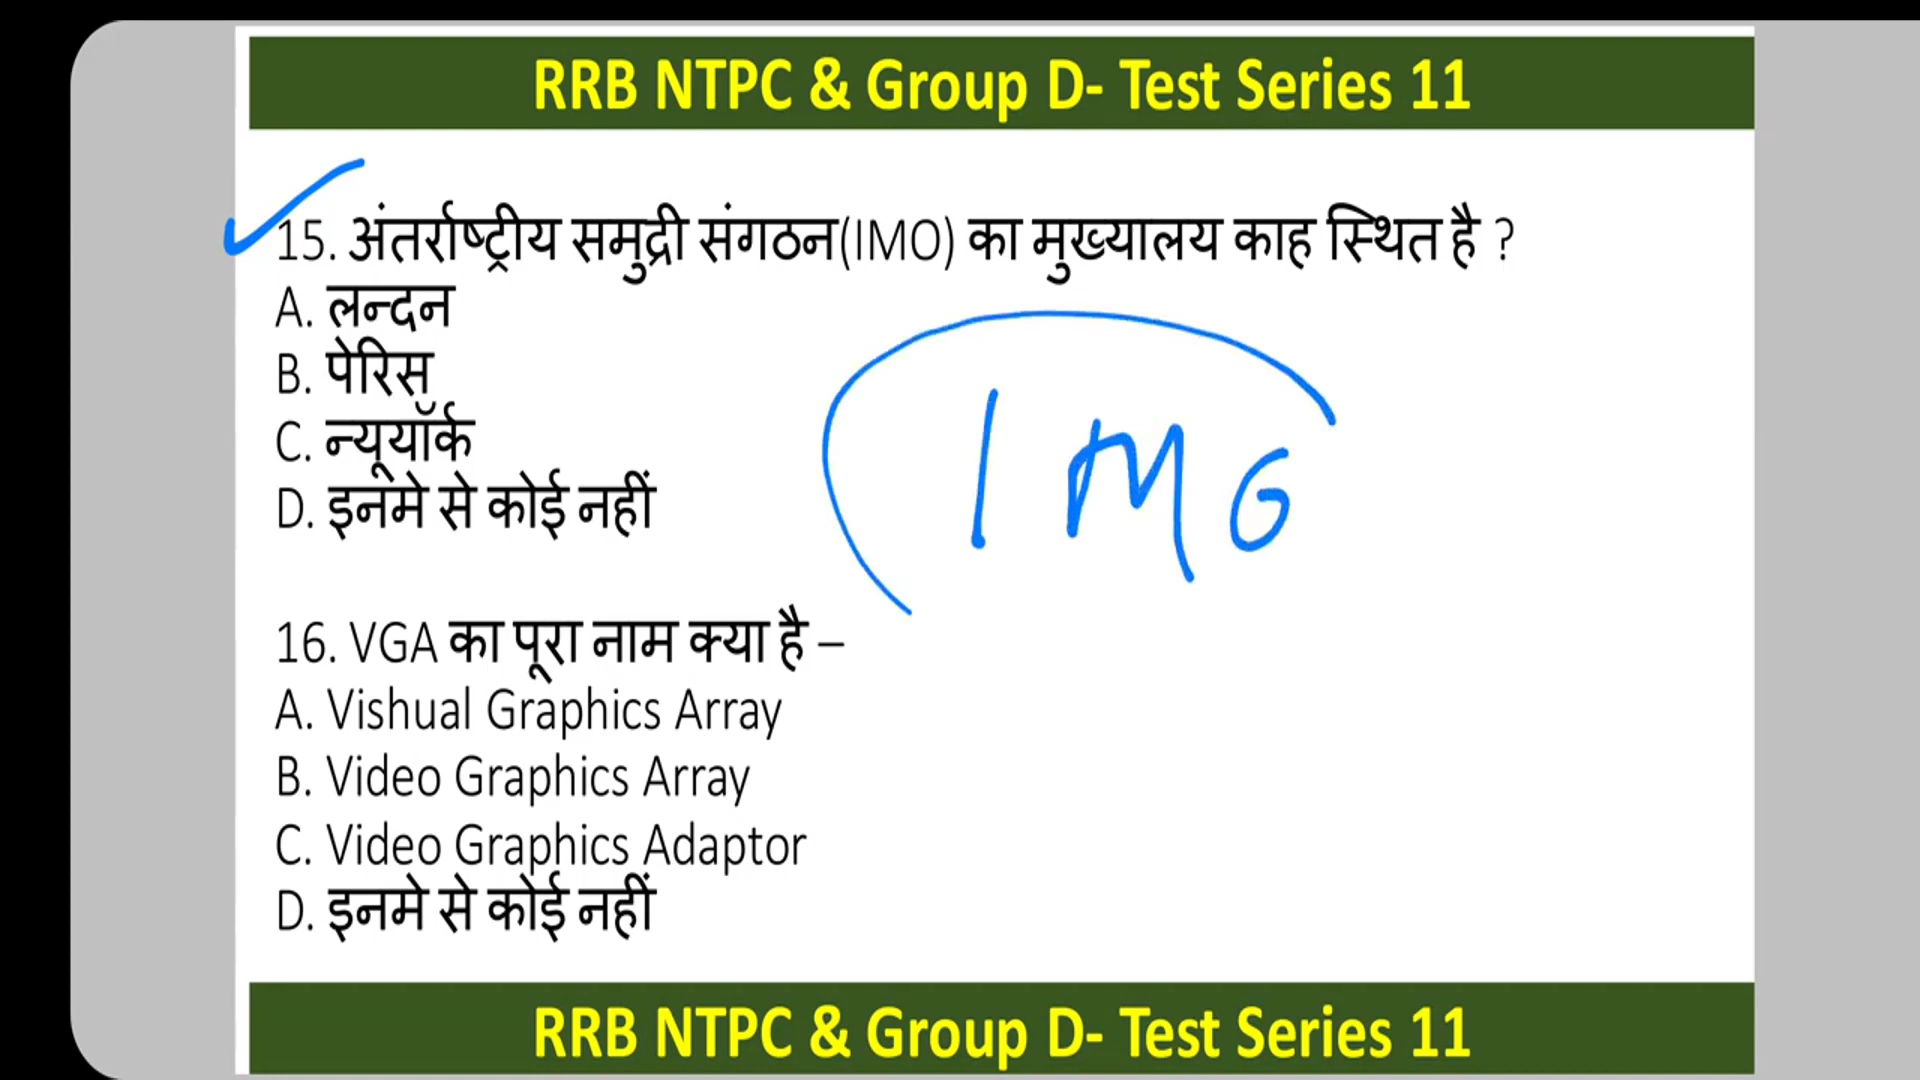 RRB NTPC & Group D- Test Series 11
15. अंतर्राष्ट्रीय समुद्री संगठन(IMO) का मुख्यालय काह स्थित है ?
A. लन्दन
B. पेरिस
C. न्यूयॉर्क
D. इनमे से कोई नहीं
IMG
16. VGA का पूरा नाम क्या है –
A. Vishual Graphics Array
B. Video Graphics Array
C. Video Graphics Adaptor
D. इनमे से कोई नहीं
RRB NTPC & Group D- Test Series 11